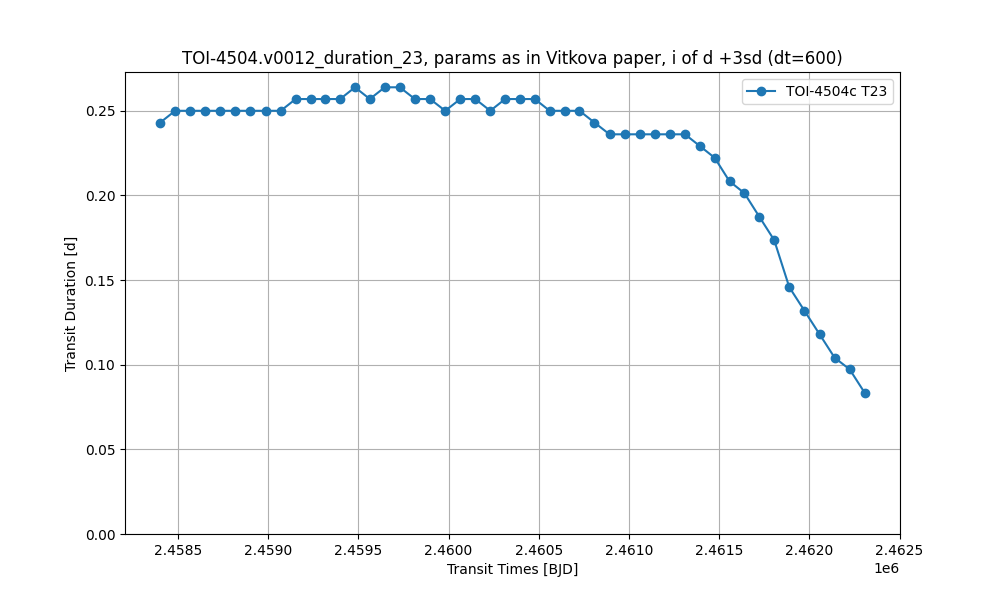 TOI-4504.v0012_duration_23, params as in Vitkova paper, i of d +3sd (dt=600)
TOI-4504c T23
Transit Duration [d]
0.25
0.20
0.15
0.10
0.05
0.00
2.4585 2.4590 2.4595 2.4600 2.4605 2.4610 2.4615 2.4620 2.4625
1e6
Transit Times [BJD]